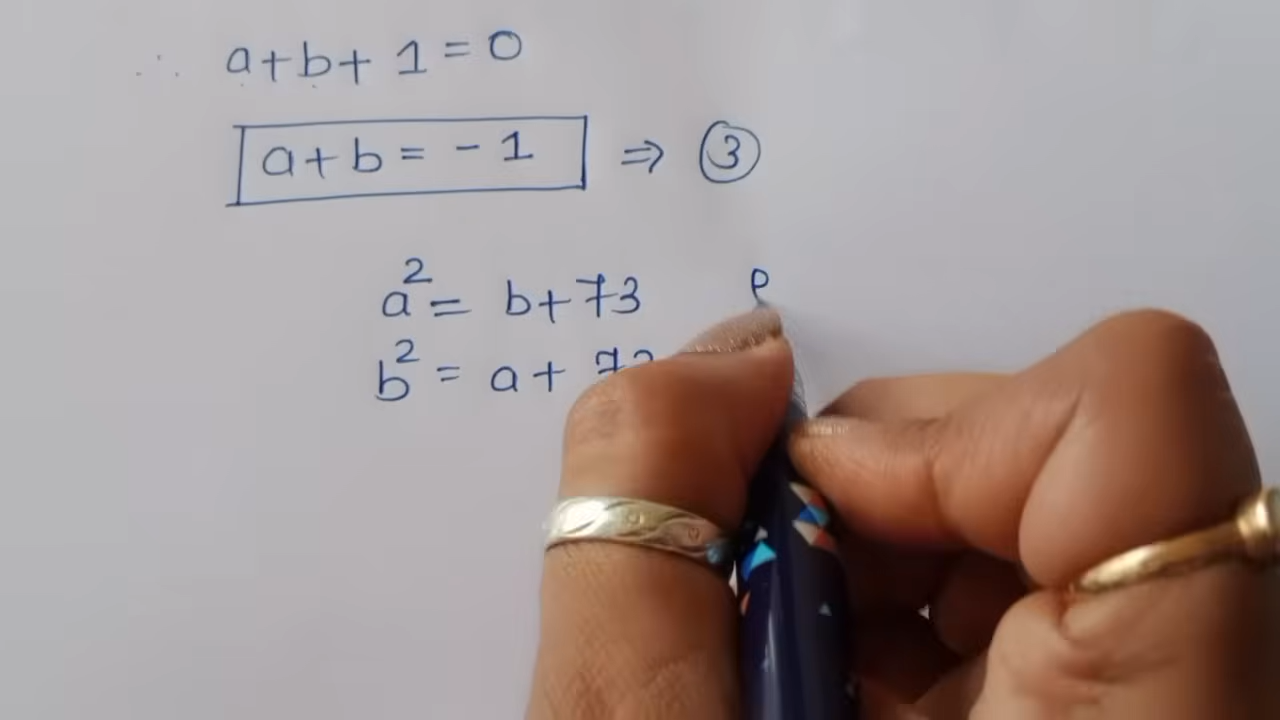 ∴ a+b+1=0
a+b = -1 ⇒ ③
a² = b+73
b² = a+